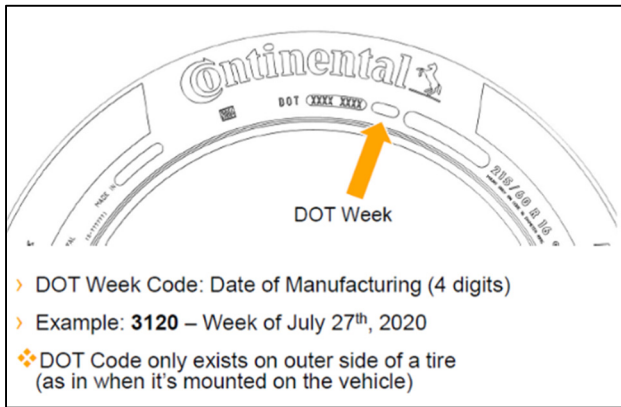 Continental
DOT XXXX XXXX
MADE IN
215/60 R 16
DOT Week
› DOT Week Code: Date of Manufacturing (4 digits)
› Example: 3120 – Week of July 27th, 2020
❖DOT Code only exists on outer side of a tire
(as in when it's mounted on the vehicle)